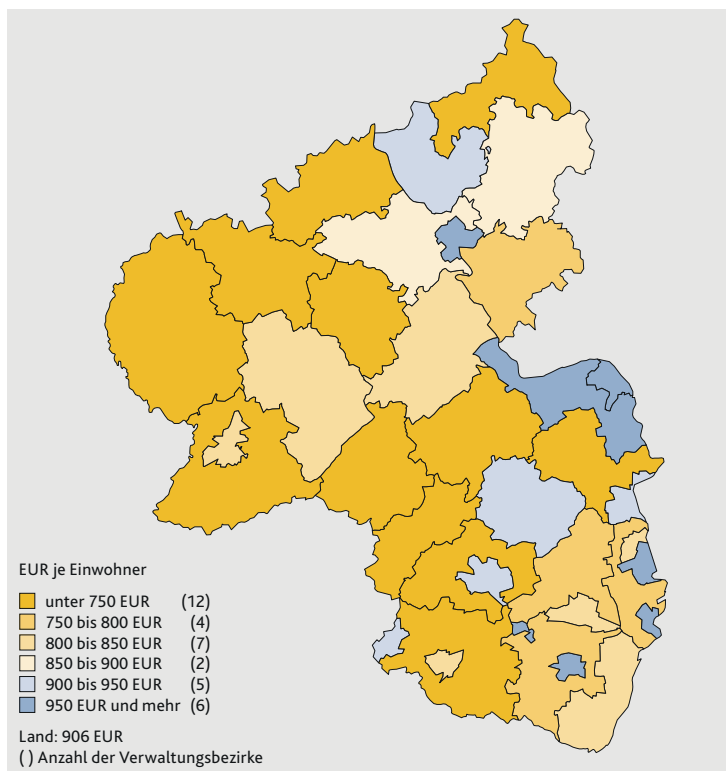 EUR je Einwohner
unter 750 EUR (12)
750 bis 800 EUR (4)
800 bis 850 EUR (7)
850 bis 900 EUR (2)
900 bis 950 EUR (5)
950 EUR und mehr (6)
Land: 906 EUR
( ) Anzahl der Verwaltungsbezirke